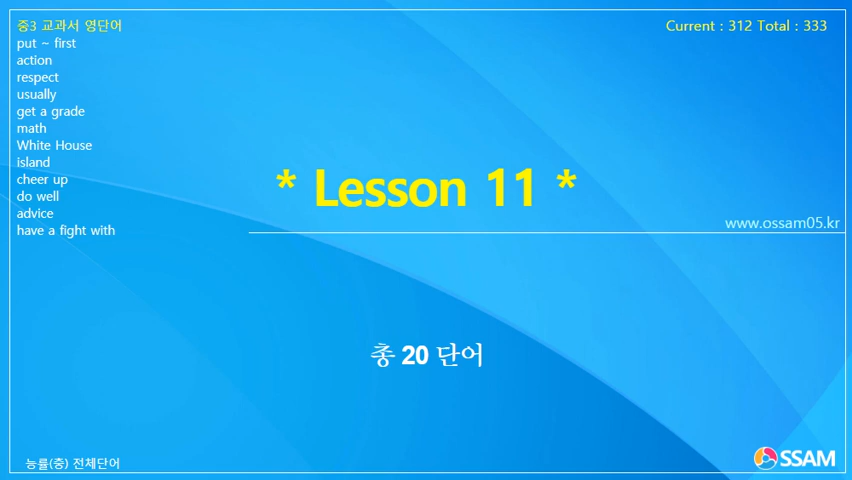 중3 교과서 영단어
Current : 312 Total : 333
put ~ first
action
respect
usually
get a grade
math
White House
island
cheer up
do well
advice
have a fight with
* Lesson 11 *
www.ossam05.kr
총 20 단어
능률(중) 전체단어
OSSAM